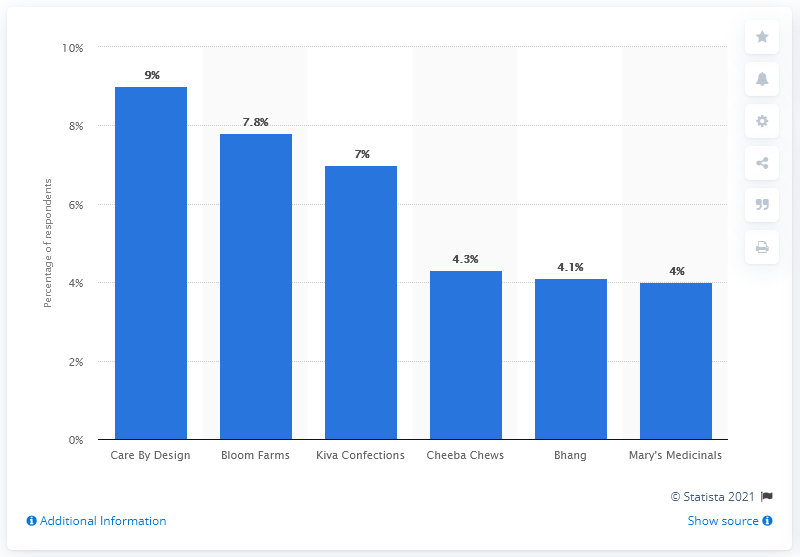 10%
8%
6%
4%
2%
0%
Percentage of respondents
9%
7.8%
7%
4.3%
4.1%
4%
Care By Design
Bloom Farms
Kiva Confections
Cheeba Chews
Bhang
Mary's Medicinals
© Statista 2021
Additional Information
Show source